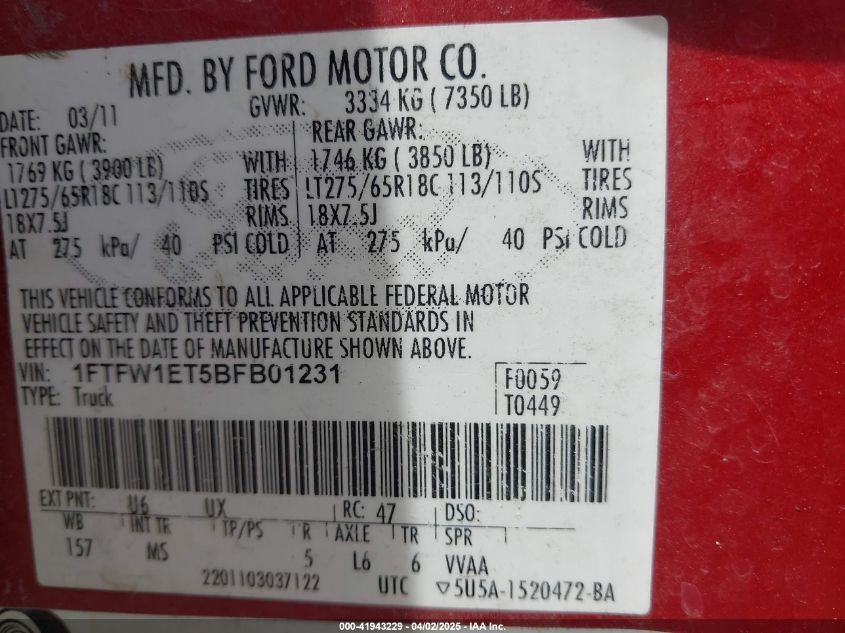 MFD. BY FORD MOTOR CO.
DATE: 03/11 GVWR: 3334 KG ( 7350 LB)
FRONT GAWR: REAR GAWR:
1769 KG ( 3900 LB) WITH 1746 KG ( 3850 LB) WITH
LT275/65R18C 113/110S TIRES LT275/65R18C 113/110S TIRES
18X7.5J RIMS 18X7.5J RIMS
AT 275 kPa/ 40 PSI COLD AT 275 kPa/ 40 PSi COLD
THIS VEHICLE CONFORMS TO ALL APPLICABLE FEDERAL MOTOR
VEHICLE SAFETY AND THEFT PREVENTION STANDARDS IN
EFFECT ON THE DATE OF MANUFACTURE SHOWN ABOVE.
VIN: 1FTFW1ET5BFB01231 F0059
TYPE: Truck T0449
EXT PNT: U6 UX RC: 47 DSO:
WB INT TR TP/PS R AXLE TR SPR
157 MS 5 L6 6 VVAA
2201103037122 UTC ▽5U5A-1520472-BA
000-41943229 - 04/02/2025 - IAA Inc.